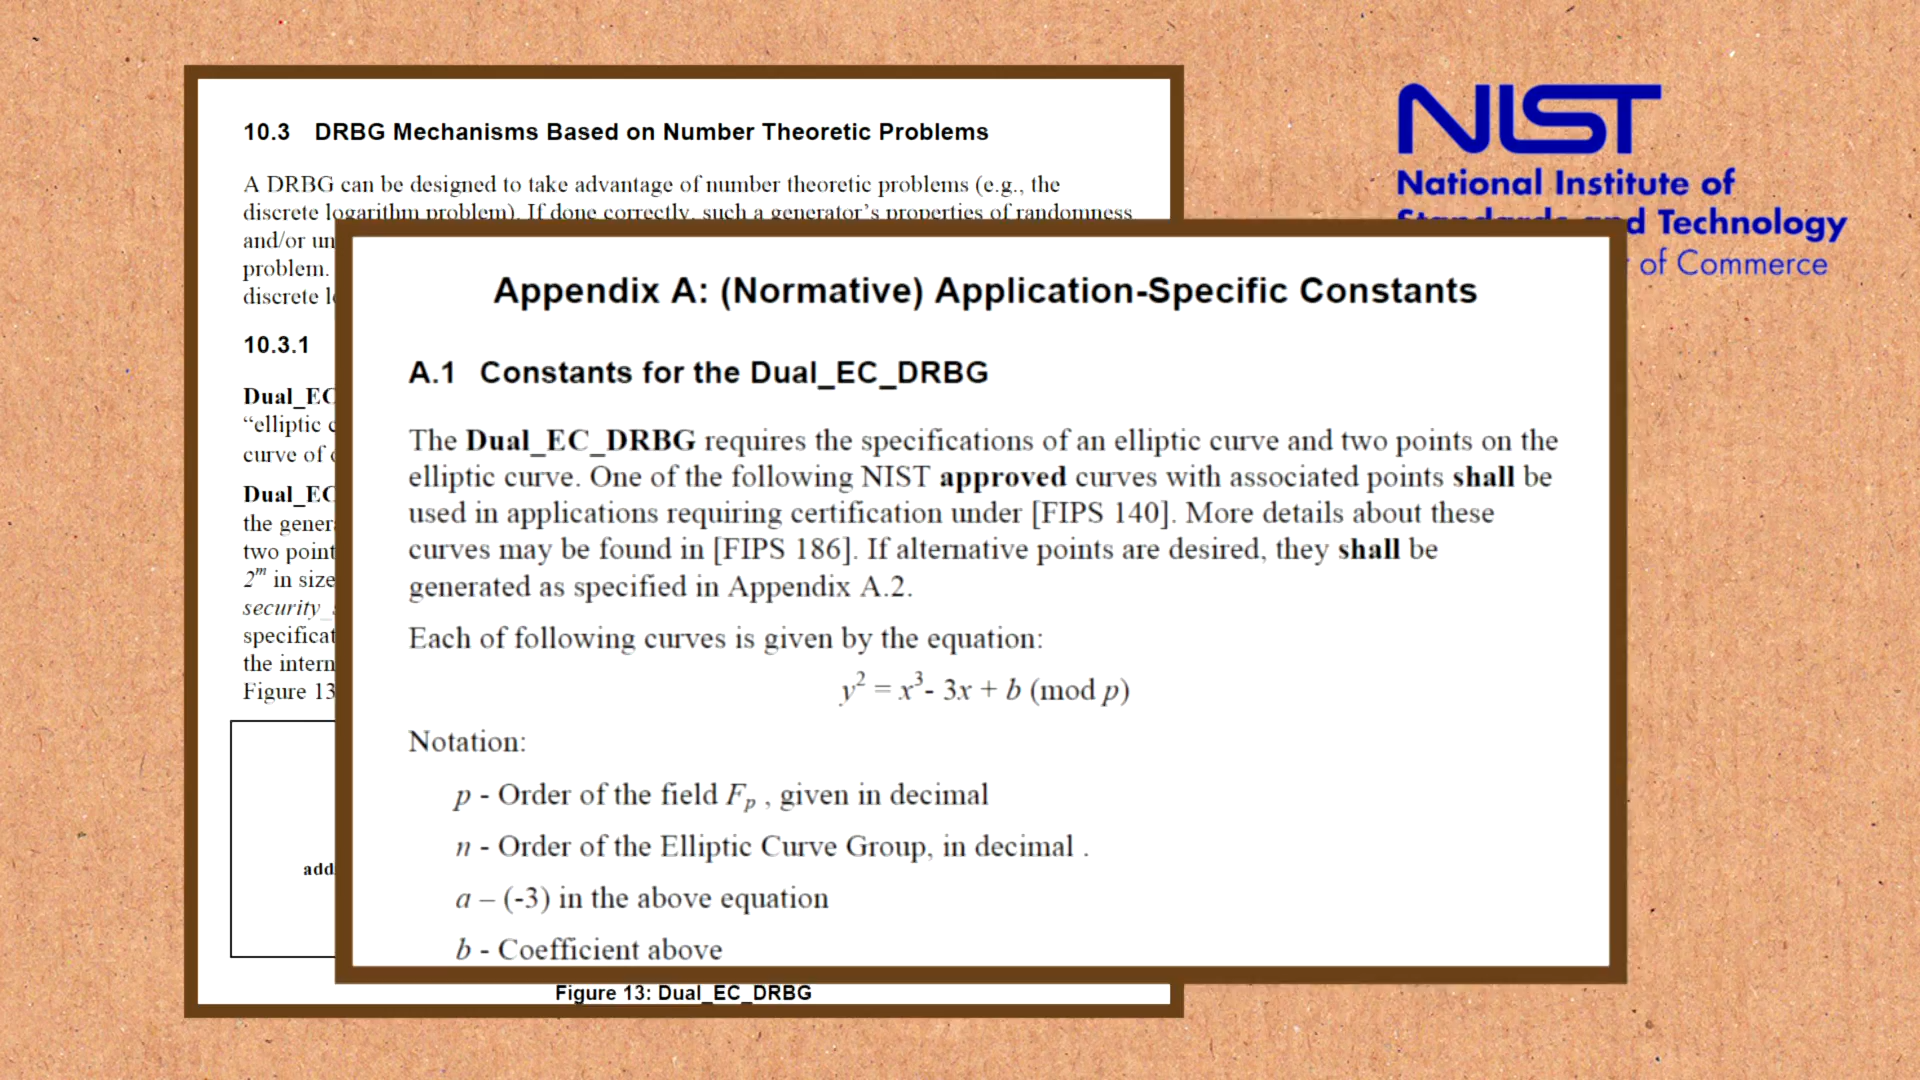 10.3 DRBG Mechanisms Based on Number Theoretic Problems
A DRBG can be designed to take advantage of number theoretic problems (e.g., the
discrete logarithm problem). If done correctly, such a generator's properties of randomness
and/or un
problem.
discrete l
10.3.1
Dual_EC
"elliptic c
curve of
Dual_EC
the gener
two point
2^m in size
security_
specificat
the intern
Figure 13
add
Figure 13: Dual_EC_DRBG
NIST
National Institute of
Standards and Technology
of Commerce
Appendix A: (Normative) Application-Specific Constants
A.1 Constants for the Dual_EC_DRBG
The Dual_EC_DRBG requires the specifications of an elliptic curve and two points on the
elliptic curve. One of the following NIST approved curves with associated points shall be
used in applications requiring certification under [FIPS 140]. More details about these
curves may be found in [FIPS 186]. If alternative points are desired, they shall be
generated as specified in Appendix A.2.
Each of following curves is given by the equation:
y² = x³- 3x + b (mod p)
Notation:
p - Order of the field F_p , given in decimal
n - Order of the Elliptic Curve Group, in decimal .
a – (-3) in the above equation
b - Coefficient above